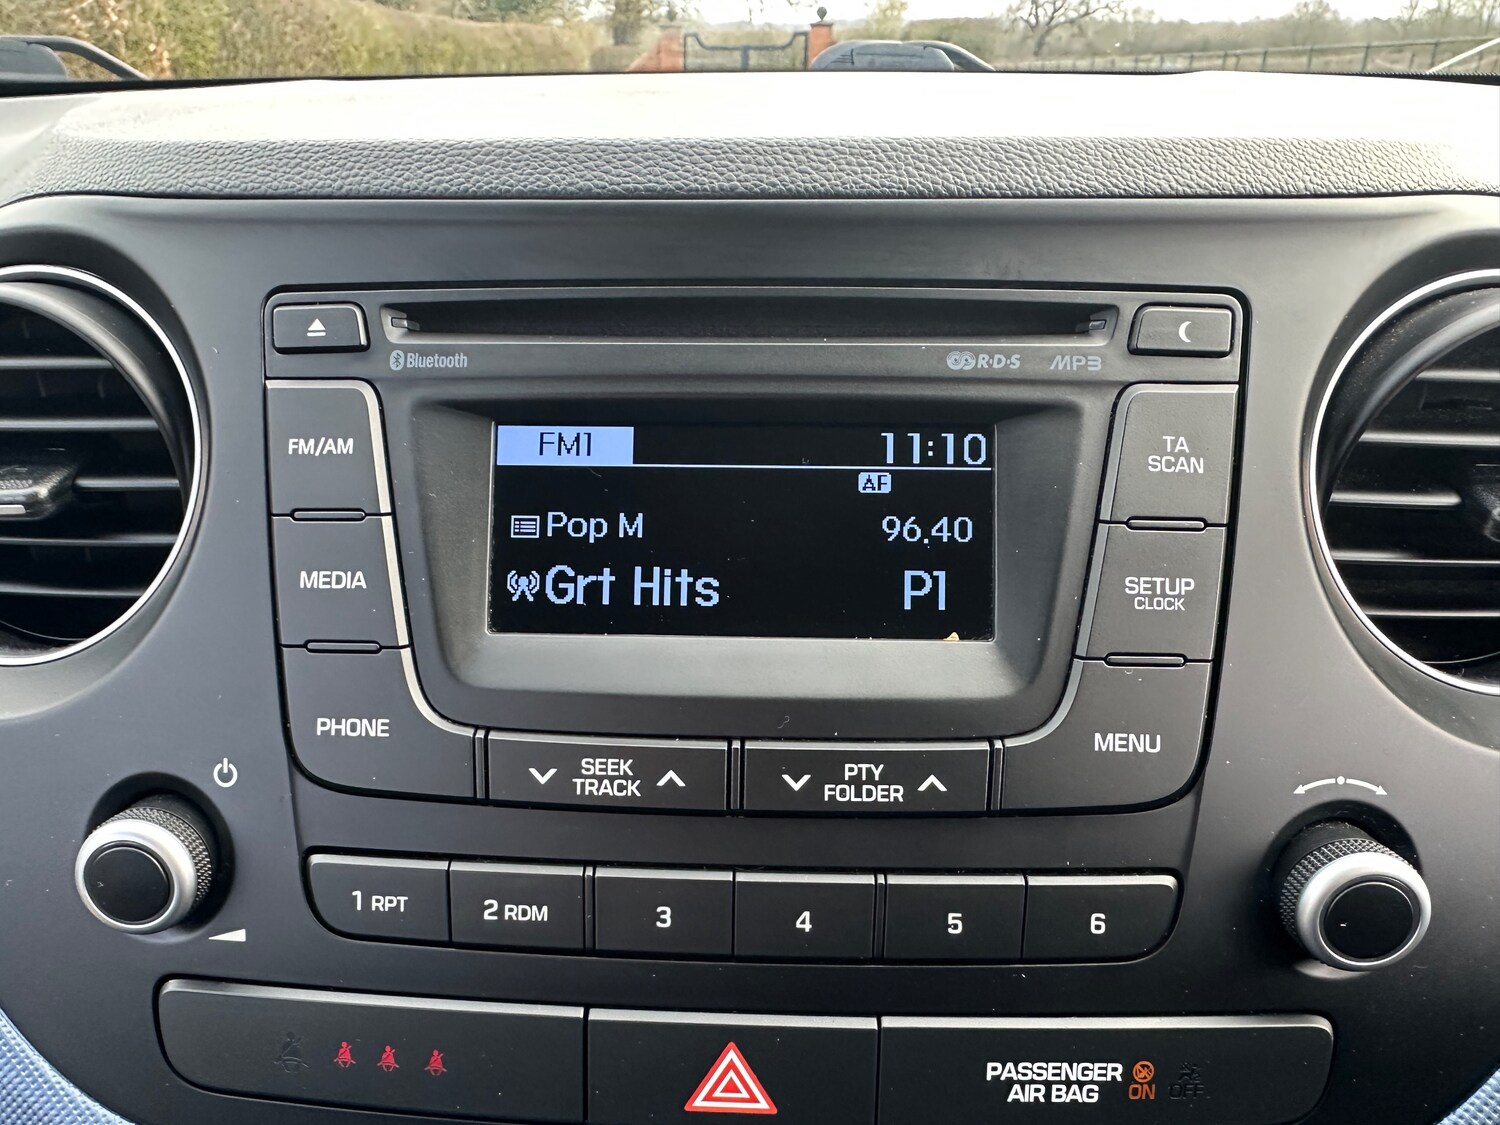 Bluetooth
R·D·S MP3
FM/AM
MEDIA
PHONE
FM1 11:10
AF
Pop M 96.40
Grt Hits P1
TA
SCAN
SETUP
CLOCK
MENU
SEEK
TRACK
PTY
FOLDER
1 RPT 2 RDM 3 4 5 6
PASSENGER
AIR BAG
ON OFF